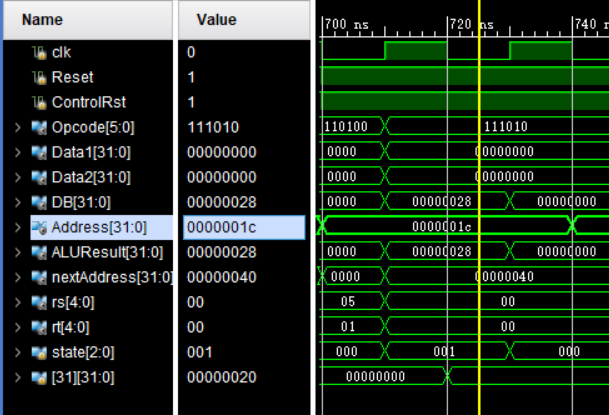 Name Value 700 ns 720 ns 740 n
clk 0
Reset 1
ControlRst 1
Opcode[5:0] 111010 110100 111010
Data1[31:0] 00000000 0000 00000000
Data2[31:0] 00000000 0000 00000000
DB[31:0] 00000028 0000 00000028 00000000
Address[31:0] 0000001c 0000001c
ALUResult[31:0] 00000028 0000 00000028 00000000
nextAddress[31:0] 00000040 0000 00000040
rs[4:0] 00 05 00
rt[4:0] 00 01 00
state[2:0] 001 000 001 000
[31][31:0] 00000020 00000000